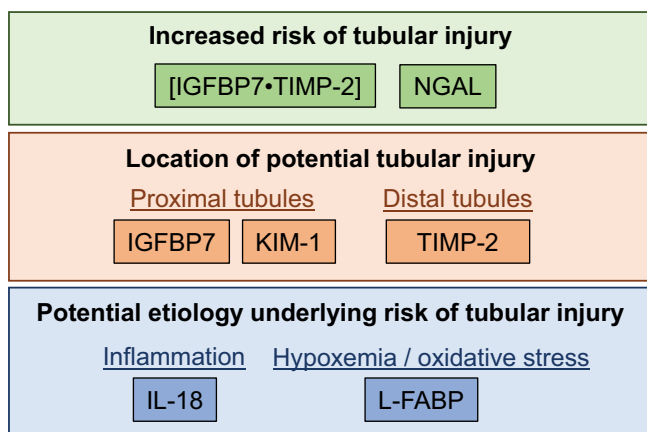 Increased risk of tubular injury
[IGFBP7•TIMP-2] NGAL
Location of potential tubular injury
Proximal tubules Distal tubules
IGFBP7 KIM-1 TIMP-2
Potential etiology underlying risk of tubular injury
Inflammation Hypoxemia / oxidative stress
IL-18 L-FABP